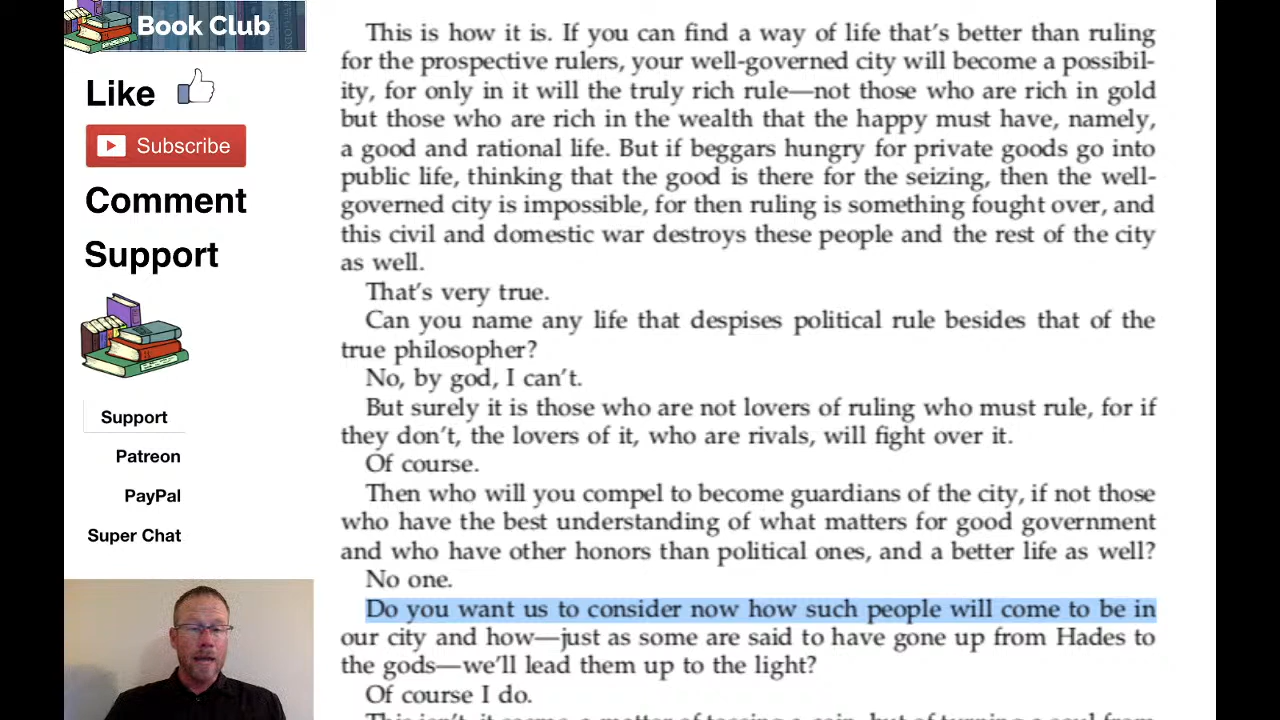 Book Club
Like
Subscribe
Comment
Support
Support
Patreon
PayPal
Super Chat
This is how it is. If you can find a way of life that's better than ruling
for the prospective rulers, your well-governed city will become a possibil-
ity, for only in it will the truly rich rule—not those who are rich in gold
but those who are rich in the wealth that the happy must have, namely,
a good and rational life. But if beggars hungry for private goods go into
public life, thinking that the good is there for the seizing, then the well-
governed city is impossible, for then ruling is something fought over, and
this civil and domestic war destroys these people and the rest of the city
as well.
That's very true.
Can you name any life that despises political rule besides that of the
true philosopher?
No, by god, I can't.
But surely it is those who are not lovers of ruling who must rule, for if
they don't, the lovers of it, who are rivals, will fight over it.
Of course.
Then who will you compel to become guardians of the city, if not those
who have the best understanding of what matters for good government
and who have other honors than political ones, and a better life as well?
No one.
Do you want us to consider now how such people will come to be in
our city and how—just as some are said to have gone up from Hades to
the gods—we'll lead them up to the light?
Of course I do.
This isn't, it seems, a matter of tossing a coin, but of turning a soul from